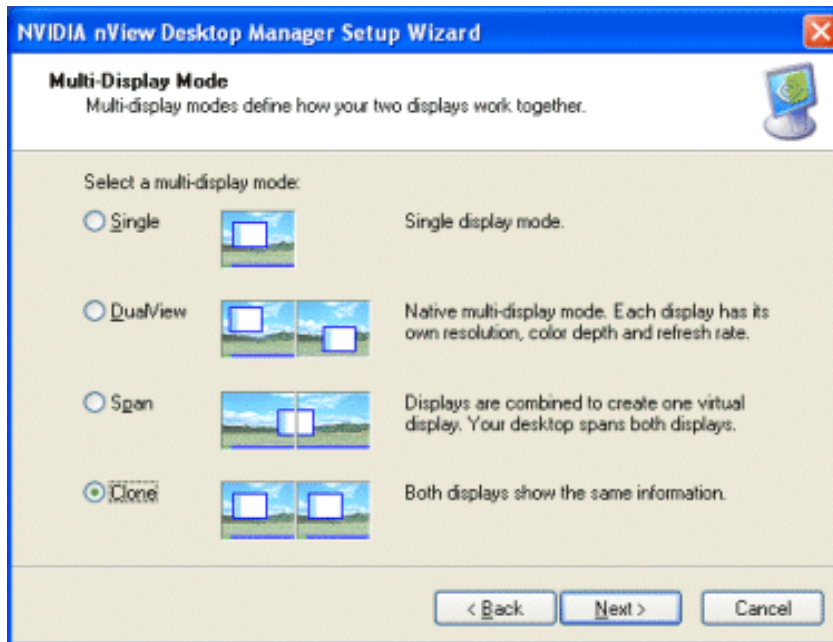 NVIDIA nView Desktop Manager Setup Wizard
Multi-Display Mode
Multi-display modes define how your two displays work together.
Select a multi-display mode:
Single
Single display mode.
DualView
Native multi-display mode. Each display has its
own resolution, color depth and refresh rate.
Span
Displays are combined to create one virtual
display. Your desktop spans both displays.
Clone
Both displays show the same information.
< Back
Next >
Cancel